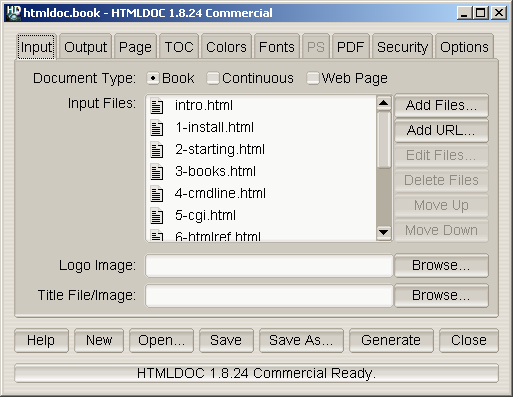 htmldoc.book - HTMLDOC 1.8.24 Commercial
Input Output Page TOC Colors Fonts PS PDF Security Options
Document Type: Book Continuous Web Page
Input Files:
intro.html
1-install.html
2-starting.html
3-books.html
4-cmdline.html
5-cgi.html
6-htmlref.html
Add Files...
Add URL...
Edit Files...
Delete Files
Move Up
Move Down
Logo Image: Browse...
Title File/Image: Browse...
Help New Open... Save Save As... Generate Close
HTMLDOC 1.8.24 Commercial Ready.